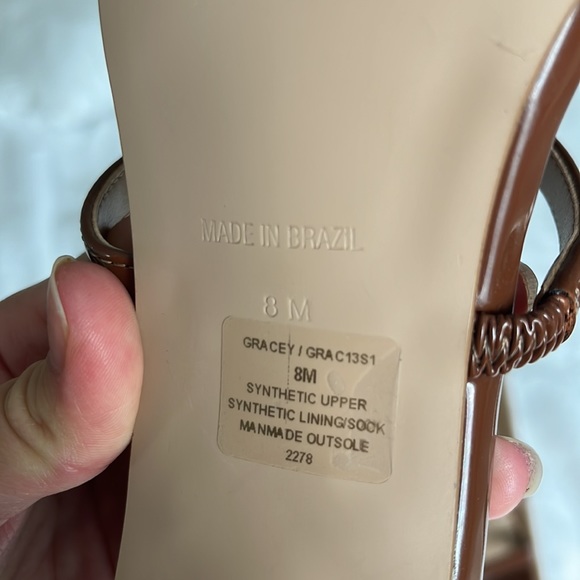 MADE IN BRAZIL
8 M
GRACEY / GRAC13S1
8M
SYNTHETIC UPPER
SYNTHETIC LINING/SOCK
MANMADE OUTSOLE
2278